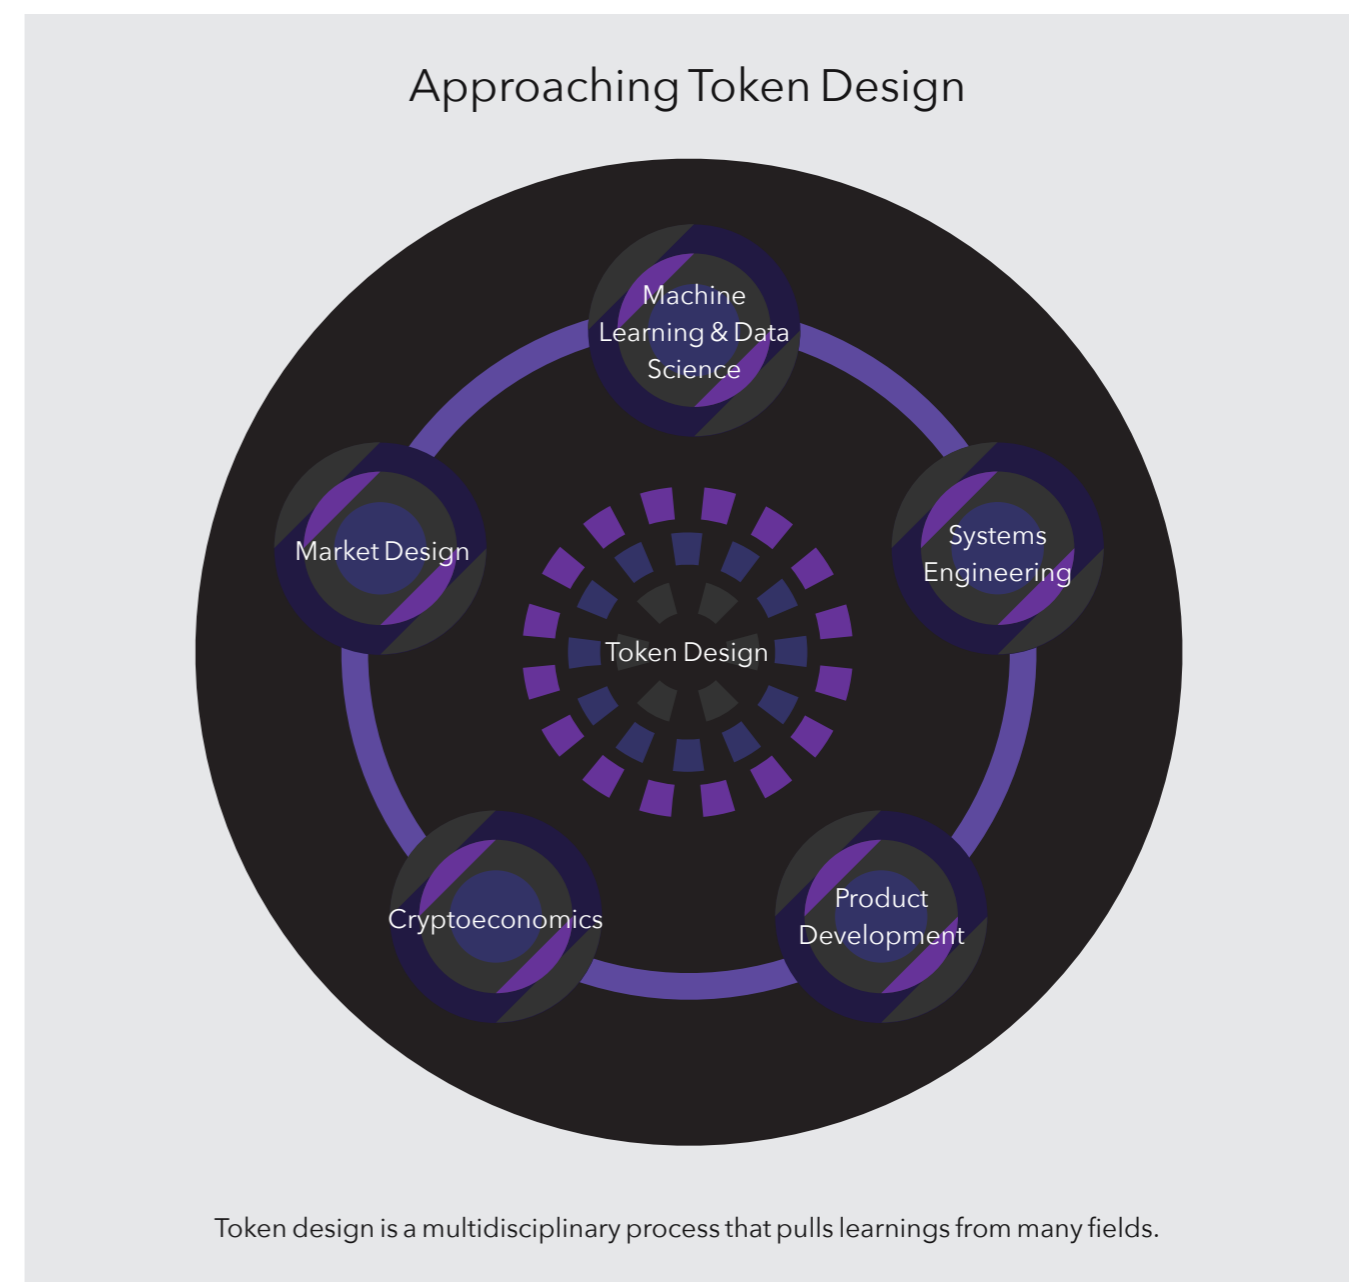 Approaching Token Design
Machine
Learning & Data
Science
Market Design
Systems
Engineering
Token Design
Cryptoeconomics
Product
Development
Token design is a multidisciplinary process that pulls learnings from many fields.